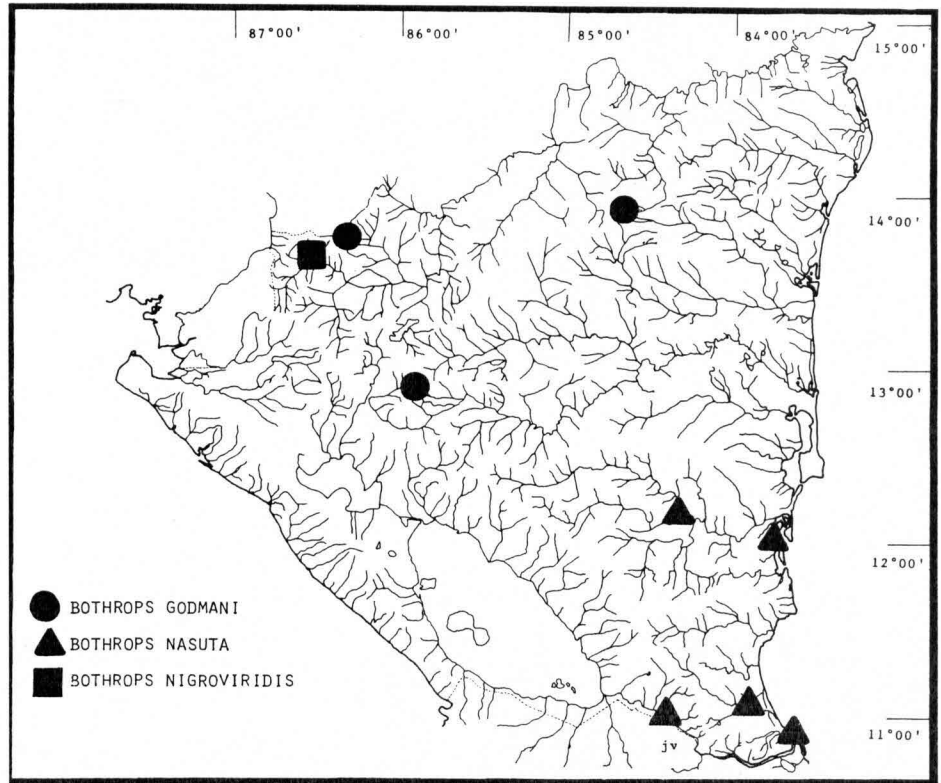 87°00'
86°00'
85°00'
84°00'
15°00'
14°00'
13°00'
12°00'
11°00'
BOTHROPS GODMANI
BOTHROPS NASUTA
BOTHROPS NIGROVIRIDIS
jv